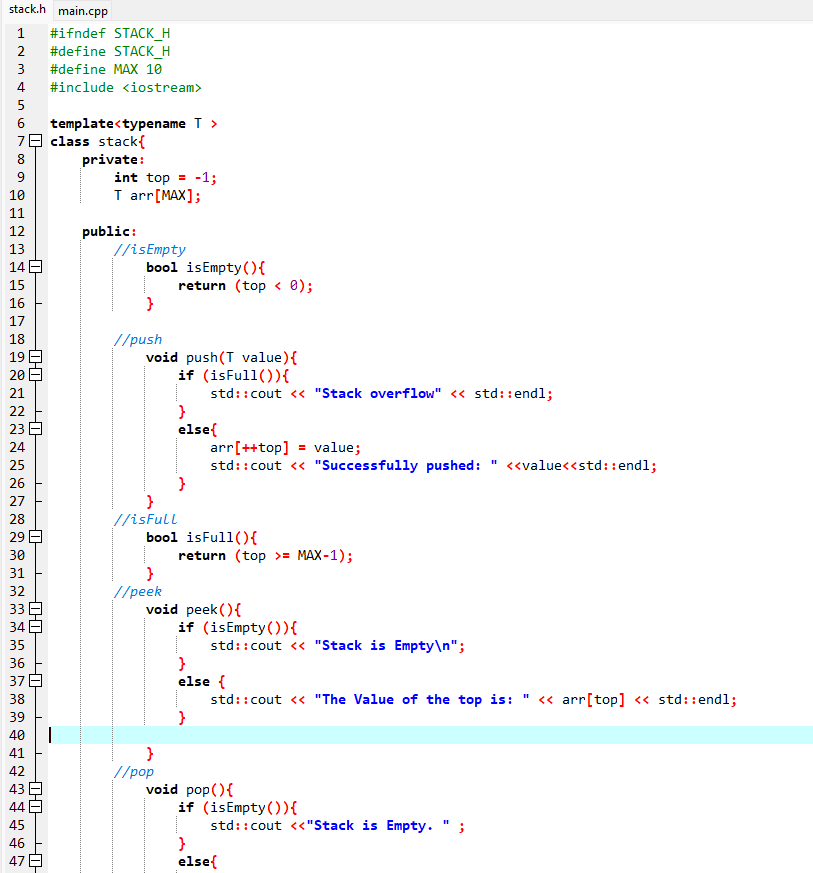 stack.h main.cpp
1 #ifndef STACK_H
2 #define STACK_H
3 #define MAX 10
4 #include <iostream>
5
6 template<typename T >
7 class stack{
8 private:
9 int top = -1;
10 T arr[MAX];
11
12 public:
13 //isEmpty
14 bool isEmpty(){
15 return (top < 0);
16 }
17
18 //push
19 void push(T value){
20 if (isFull()){
21 std::cout << "Stack overflow" << std::endl;
22 }
23 else{
24 arr[++top] = value;
25 std::cout << "Successfully pushed: " <<value<<std::endl;
26 }
27 }
28 //isFull
29 bool isFull(){
30 return (top >= MAX-1);
31 }
32 //peek
33 void peek(){
34 if (isEmpty()){
35 std::cout << "Stack is Empty\n";
36 }
37 else {
38 std::cout << "The Value of the top is: " << arr[top] << std::endl;
39 }
40
41 }
42 //pop
43 void pop(){
44 if (isEmpty()){
45 std::cout <<"Stack is Empty. " ;
46 }
47 else{